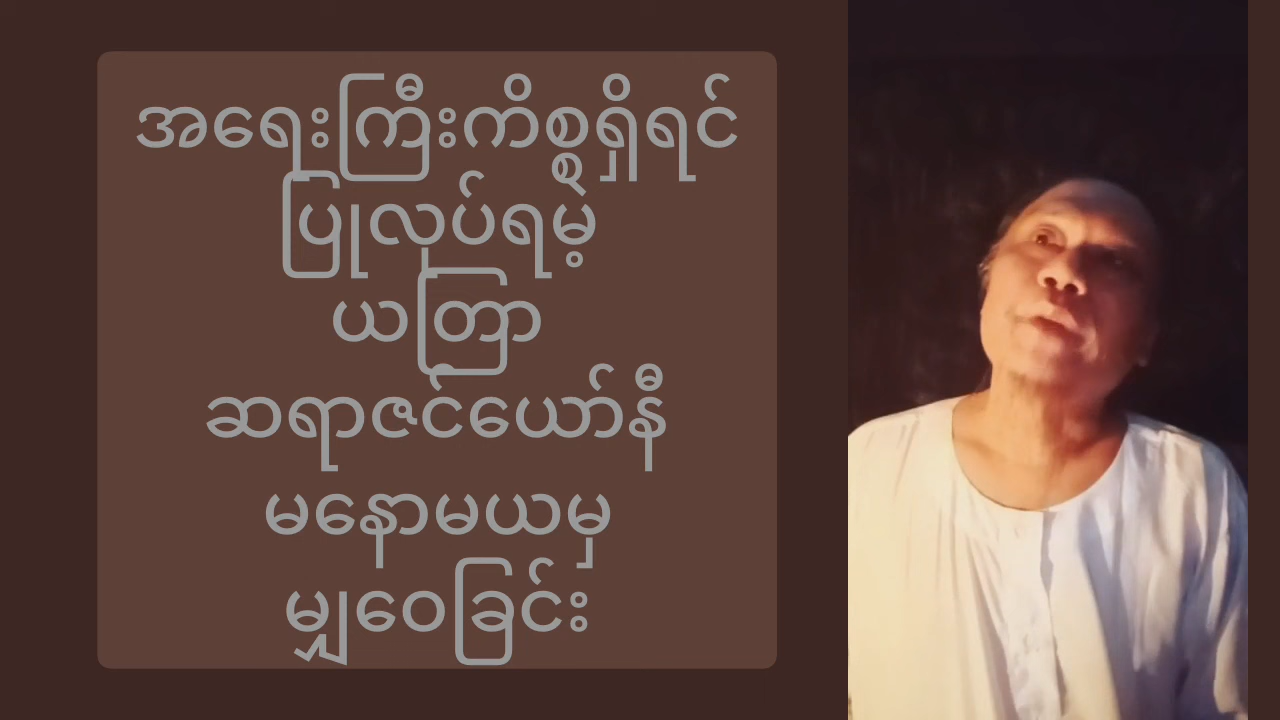 အရေးကြီးကိစ္စရှိရင်
ပြုလုပ်ရမဲ့
ယတြာ
ဆရာဇင်ယော်နီ
မနောမယမှ
မျှဝေခြင်း